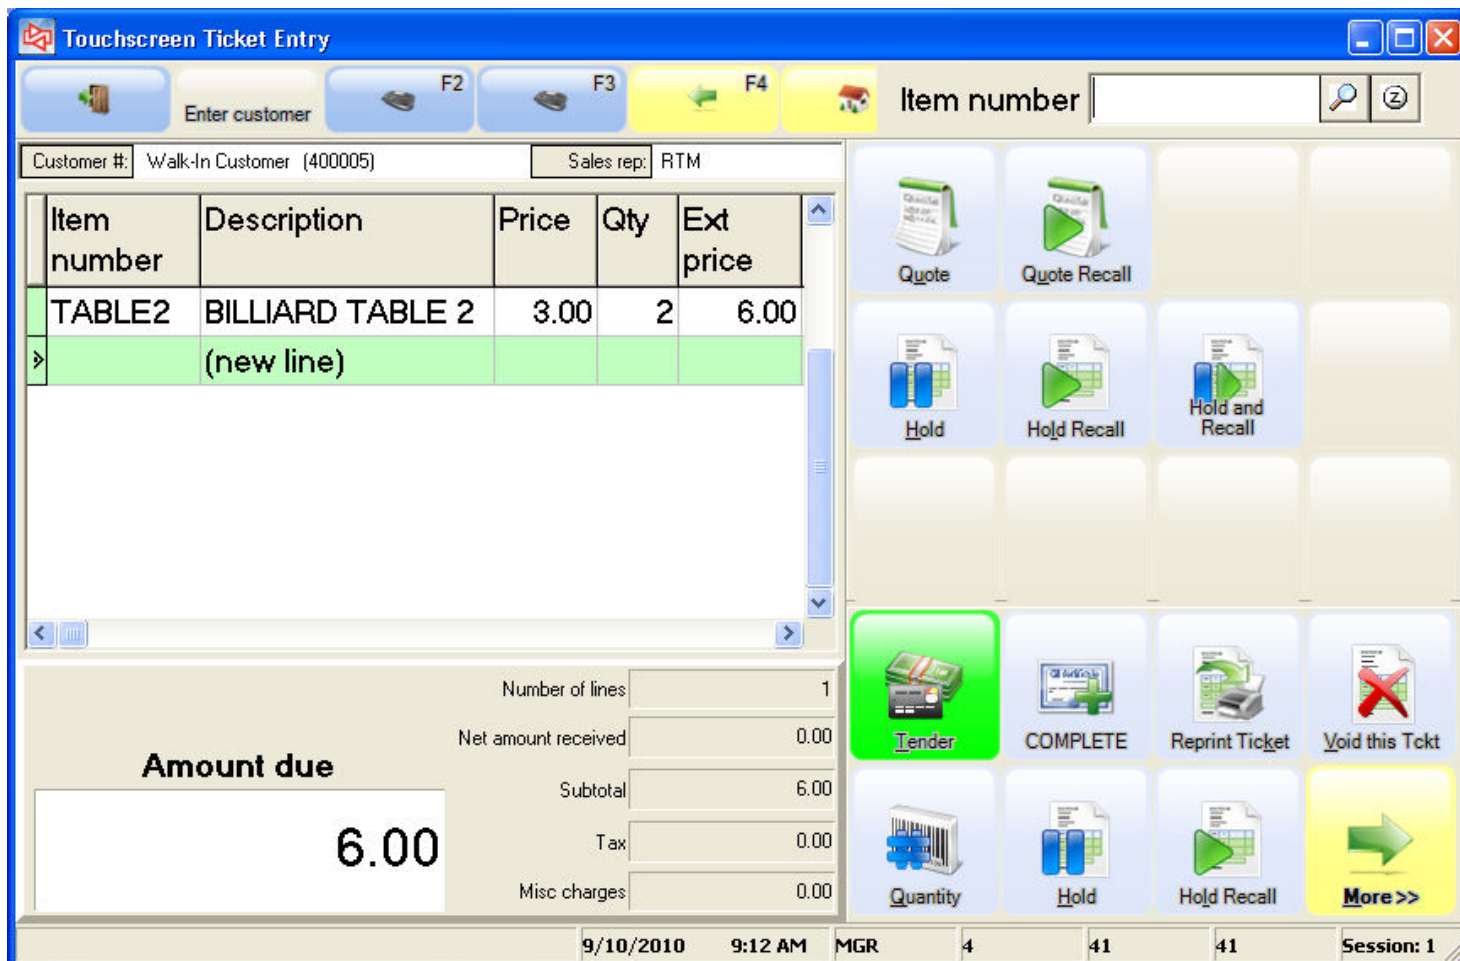 Touchscreen Ticket Entry
Enter customer
F2
F3
F4
Item number
Customer #: Walk-In Customer (400005) Sales rep: RTM
Item number Description Price Qty Ext price
TABLE2 BILLIARD TABLE 2 3.00 2 6.00
(new line)
Quote
Quote Recall
Hold
Hold Recall
Hold and
Recall
Number of lines 1
Net amount received 0.00
Amount due
6.00
Subtotal 6.00
Tax 0.00
Misc charges 0.00
Tender
COMPLETE
Reprint Ticket
Void this Tckt
Quantity
Hold
Hold Recall
More >>
9/10/2010 9:12 AM MGR 4 41 41 Session: 1